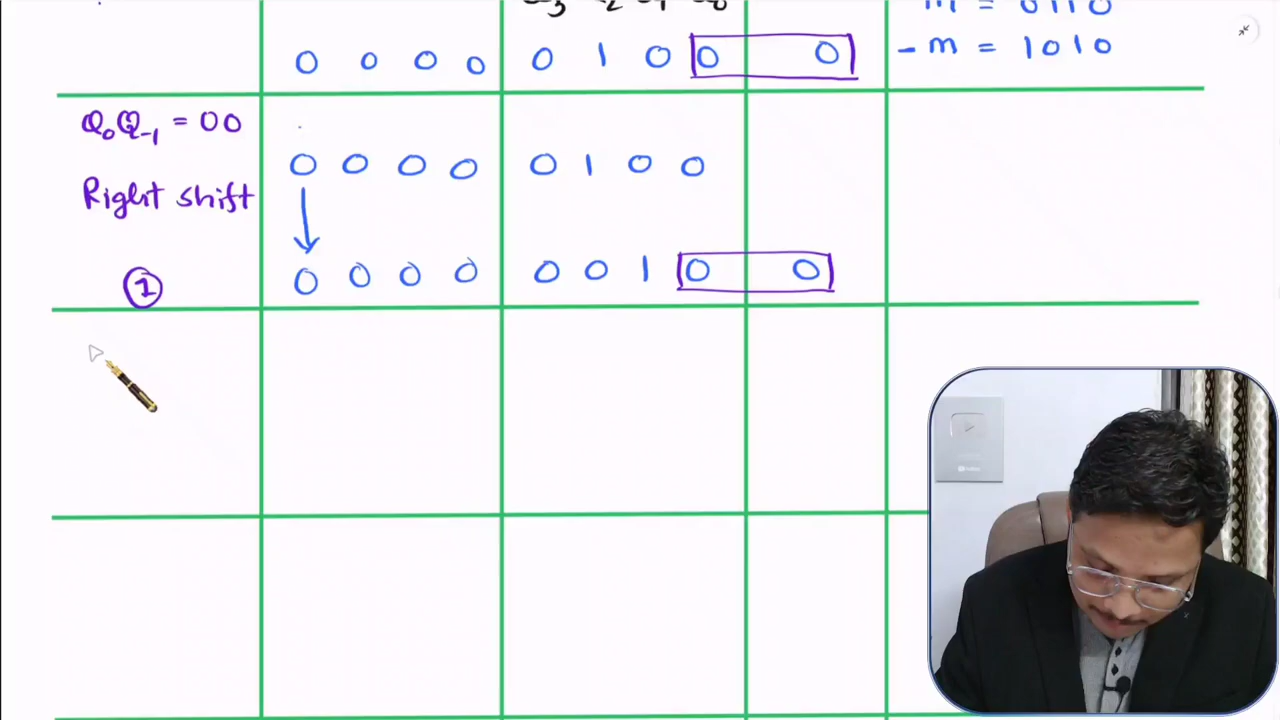 m = 0110
0 0 0 0 0 1 0 0 0
- m = 1010
Q₀Q₋₁ = 00
0 0 0 0 0 1 0 0
Right shift
0 0 0 0 0 0 1 0 0
1